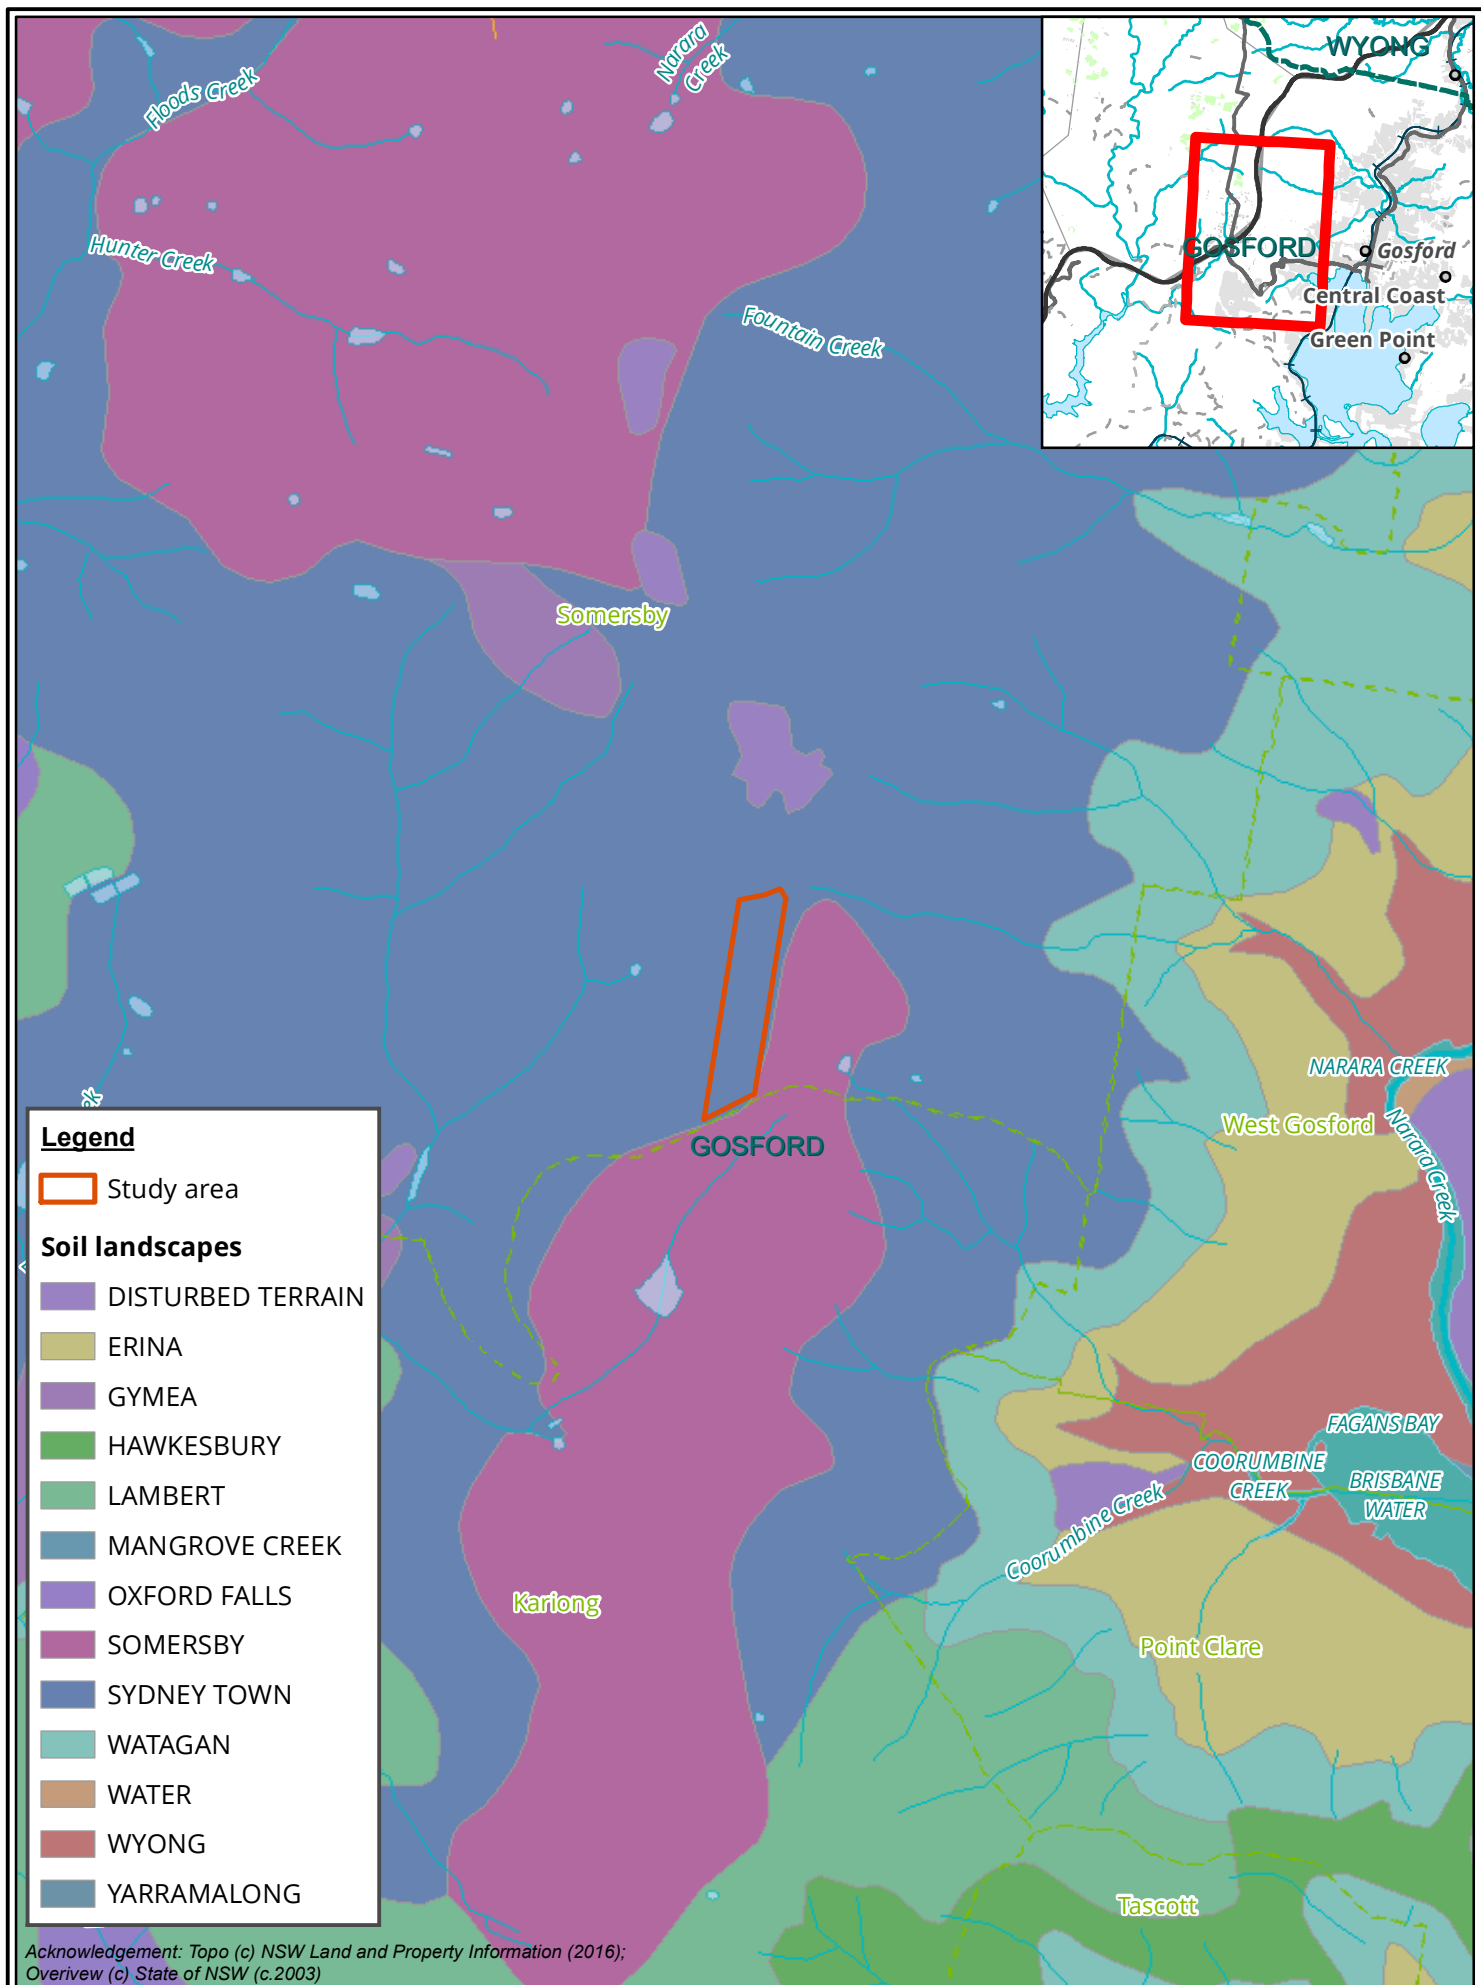 Narara
Creek
Floods Creek
Hunter Creek
Fountain Creek
WYONG
GOSFORD
Gosford
Central Coast
Green Point
Somersby
NARARA CREEK
West Gosford
Narara Creek
GOSFORD
FAGANS BAY
COORUMBINE
CREEK
BRISBANE
WATER
Coorumbine Creek
Kariong
Point Clare
Tascott
ek
Legend
Study area
Soil landscapes
DISTURBED TERRAIN
ERINA
GYMEA
HAWKESBURY
LAMBERT
MANGROVE CREEK
OXFORD FALLS
SOMERSBY
SYDNEY TOWN
WATAGAN
WATER
WYONG
YARRAMALONG
Acknowledgement: Topo (c) NSW Land and Property Information (2016);
Overivew (c) State of NSW (c.2003)